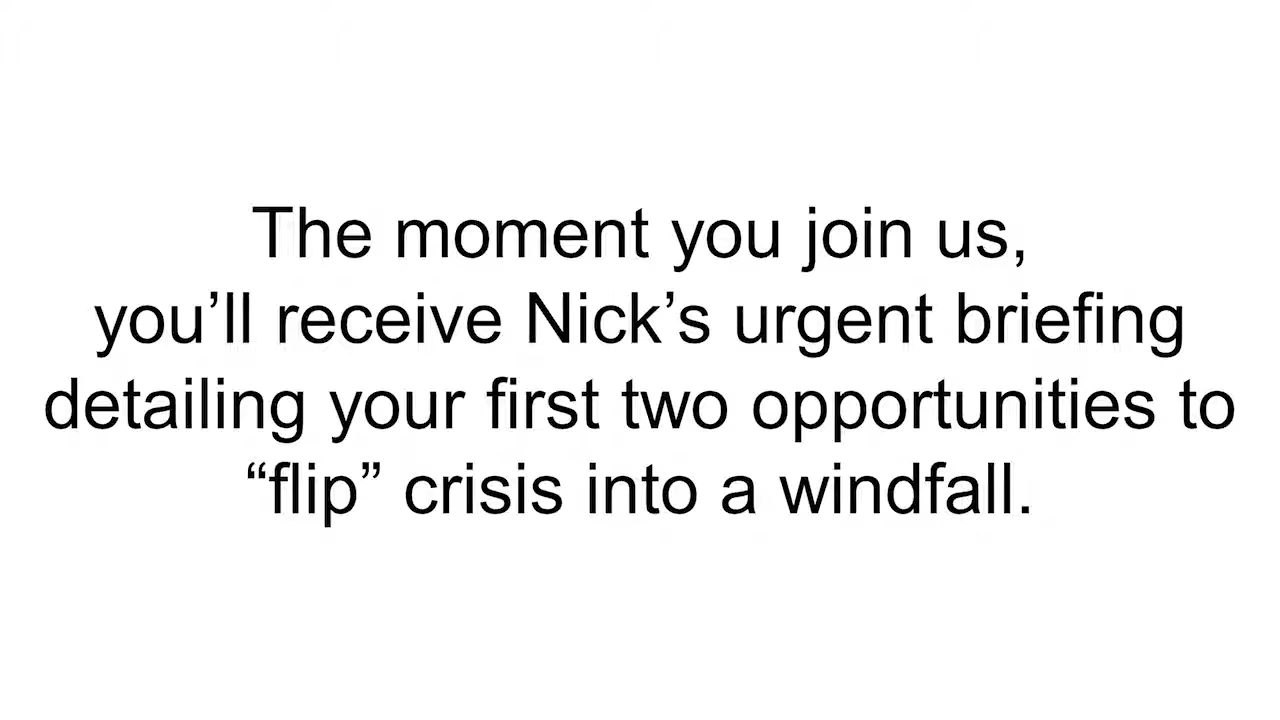 The moment you join us,
you’ll receive Nick’s urgent briefing
detailing your first two opportunities to
“flip” crisis into a windfall.